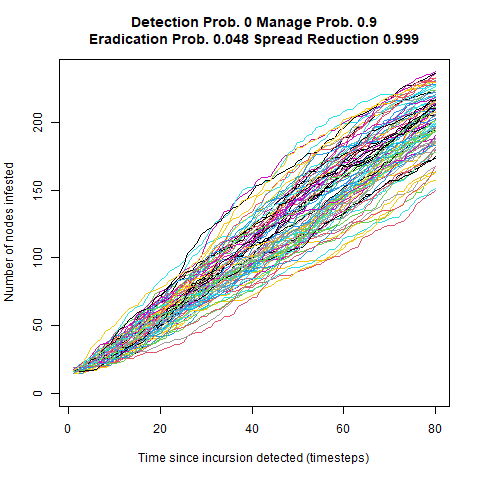 Detection Prob. 0 Manage Prob. 0.9
Eradication Prob. 0.048 Spread Reduction 0.999
Number of nodes infested
200
150
100
50
0
0 20 40 60 80
Time since incursion detected (timesteps)